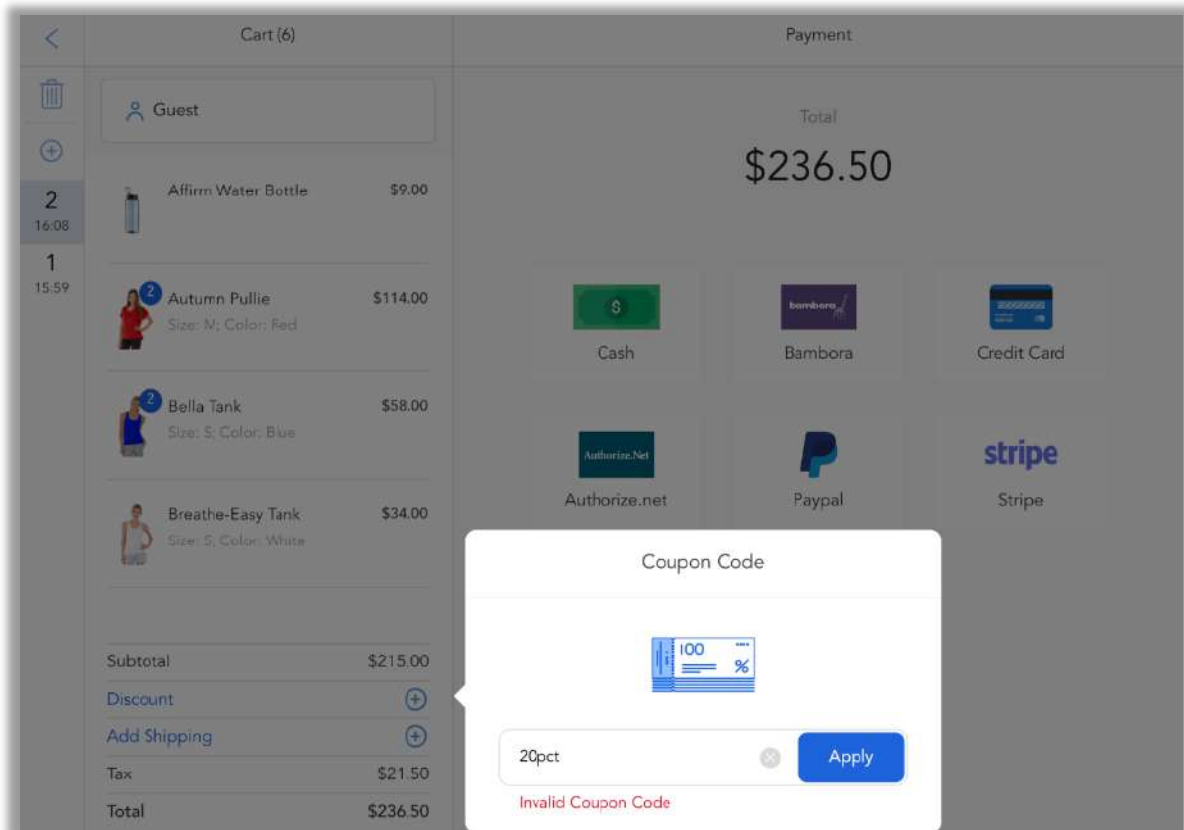 Cart (6)
Payment
Guest
Total
$236.50
2
16:08
1
15:59
Affirm Water Bottle $9.00
2
Autumn Pullie $114.00
Size: M; Color: Red
2
Bella Tank $58.00
Size: S; Color: Blue
Breathe-Easy Tank $34.00
Size: S; Color: White
Subtotal $215.00
Discount
Add Shipping
Tax $21.50
Total $236.50
$
Cash
bambora
Bambora
Credit Card
Authorize.Net
Authorize.net
Paypal
stripe
Stripe
Coupon Code
100
%
20pct
Apply
Invalid Coupon Code